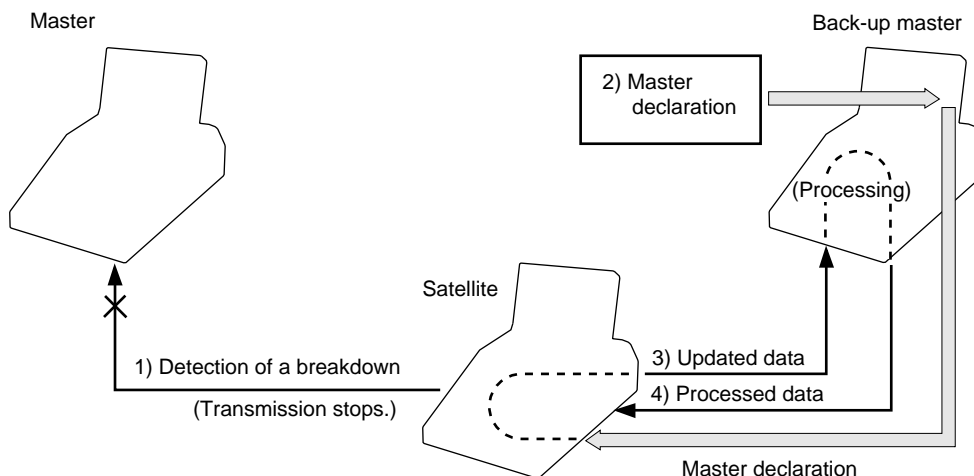 Master
Back-up master
2) Master
declaration
(Processing)
Satellite
1) Detection of a breakdown
(Transmission stops.)
3) Updated data
4) Processed data
Master declaration